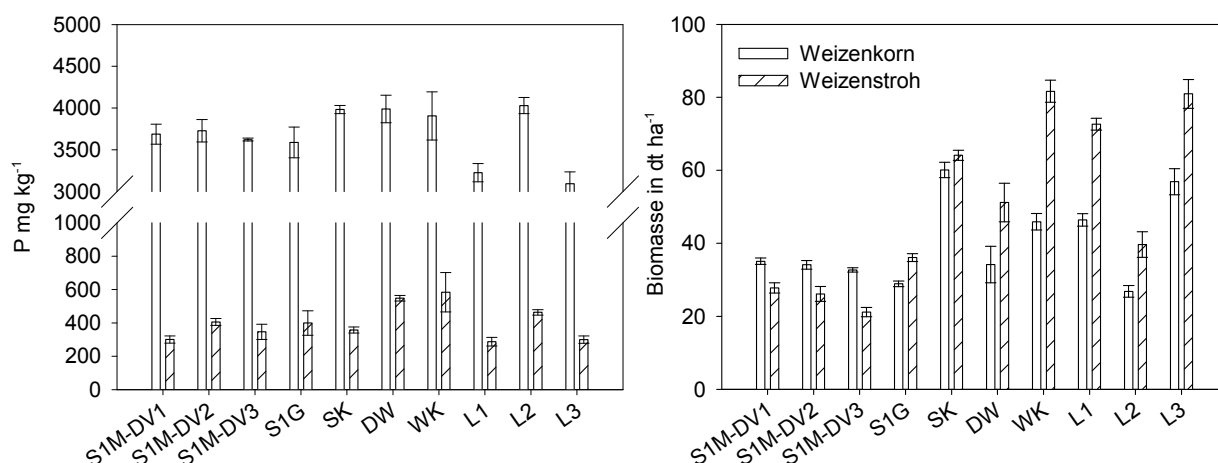 P mg kg⁻¹
5000
4500
4000
3500
3000
1000
800
600
400
200
0
S1M-DV1
S1M-DV2
S1M-DV3
S1G
SK
DW
WK
L1
L2
L3
Biomasse in dt ha⁻¹
100
80
60
40
20
0
Weizenkorn
Weizenstroh
S1M-DV1
S1M-DV2
S1M-DV3
S1G
SK
DW
WK
L1
L2
L3